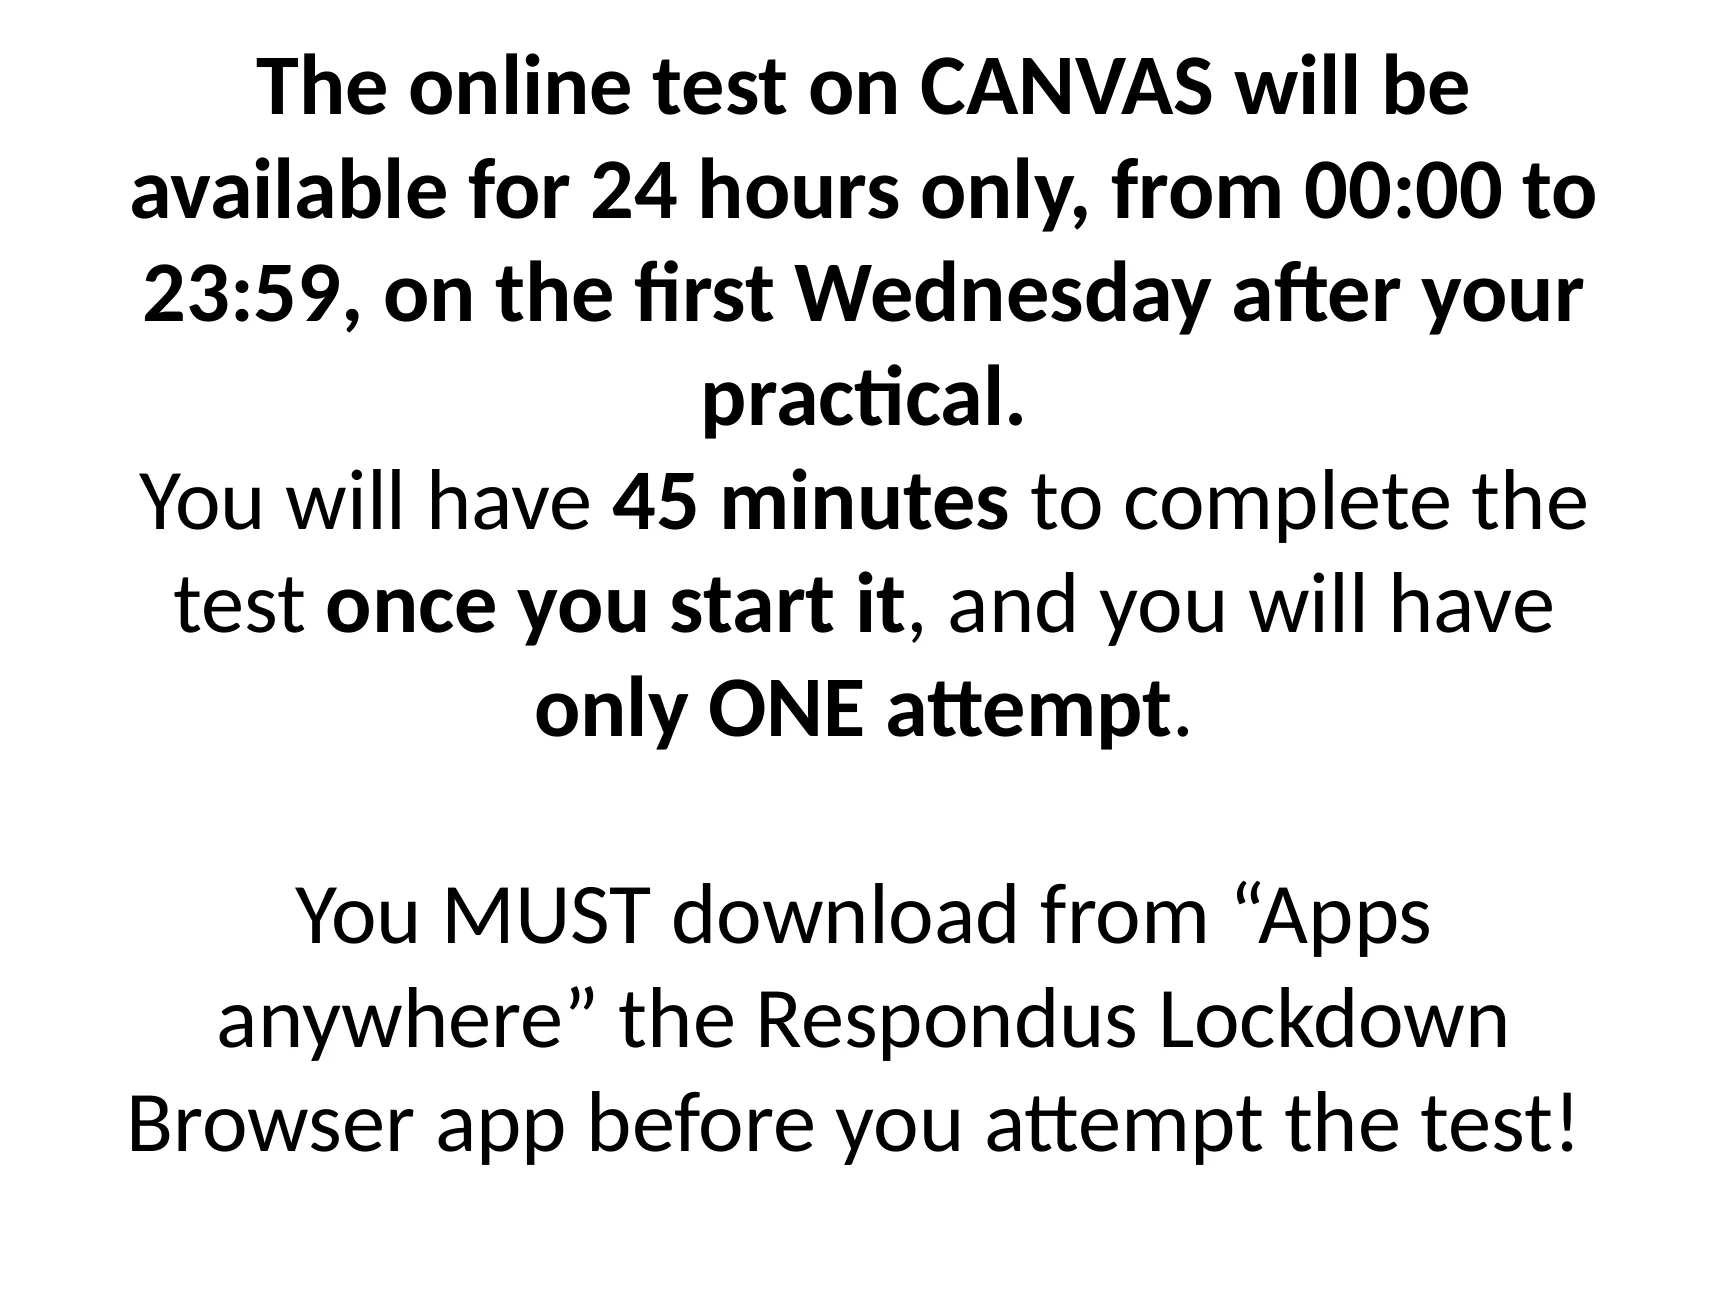 The online test on CANVAS will be
available for 24 hours only, from 00:00 to
23:59, on the first Wednesday after your
practical.
You will have 45 minutes to complete the
test once you start it, and you will have
only ONE attempt.
You MUST download from “Apps
anywhere” the Respondus Lockdown
Browser app before you attempt the test!